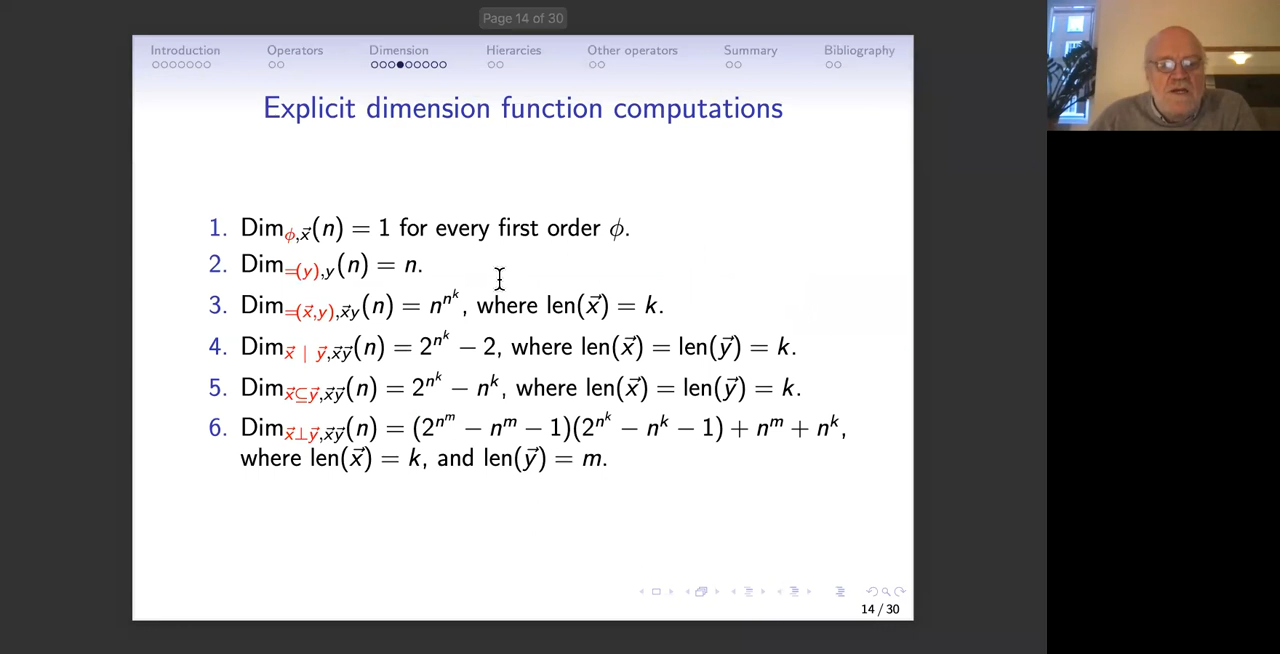 Page 14 of 30
Introduction Operators Dimension Hierarcies Other operators Summary Bibliography
Explicit dimension function computations
1. Dim_{ϕ,x⃗}(n) = 1 for every first order ϕ.
2. Dim_{=(y),y}(n) = n.
3. Dim_{=(x⃗,y),x⃗y}(n) = n^{n^k}, where len(x⃗) = k.
4. Dim_{x⃗ | y⃗,x⃗y⃗}(n) = 2^{n^k} − 2, where len(x⃗) = len(y⃗) = k.
5. Dim_{x⃗⊆y⃗,x⃗y⃗}(n) = 2^{n^k} − n^k, where len(x⃗) = len(y⃗) = k.
6. Dim_{x⃗⊥y⃗,x⃗y⃗}(n) = (2^{n^m} − n^m − 1)(2^{n^k} − n^k − 1) + n^m + n^k,
where len(x⃗) = k, and len(y⃗) = m.
14 / 30